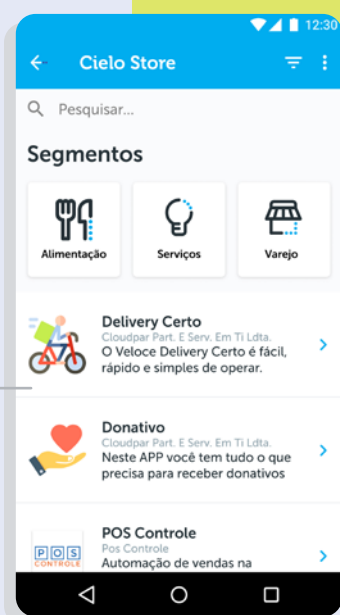 12:30
Cielo Store
Pesquisar...
Segmentos
Alimentação
Serviços
Varejo
Delivery Certo
Cloudpar Part. E Serv. Em Ti Ldta.
O Veloce Delivery Certo é fácil,
rápido e simples de operar.
Donativo
Cloudpar Part. E Serv. Em Ti Ldta.
Neste APP você tem tudo o que
precisa para receber donativos
POS
CONTROLE
POS Controle
Pos Controle
Automação de vendas na